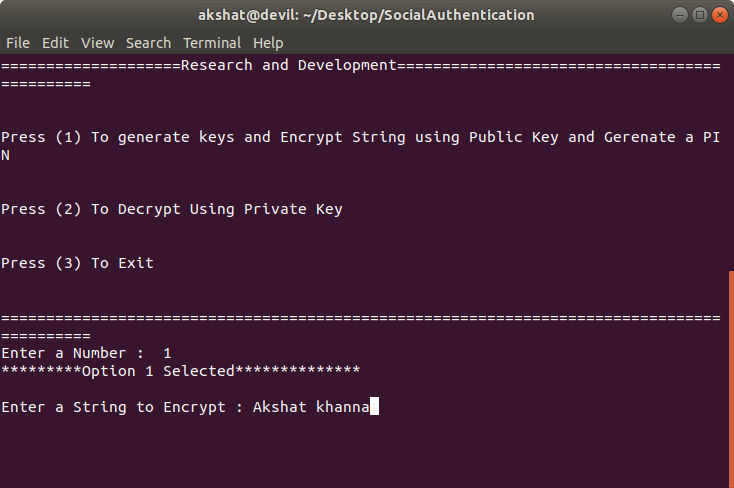 akshat@devil: ~/Desktop/SocialAuthentication
File Edit View Search Terminal Help
====================Research and Development====================================
==========
Press (1) To generate keys and Encrypt String using Public Key and Gerenate a PI
N
Press (2) To Decrypt Using Private Key
Press (3) To Exit
================================================================================
==========
Enter a Number :  1
*********Option 1 Selected**************
Enter a String to Encrypt : Akshat khanna